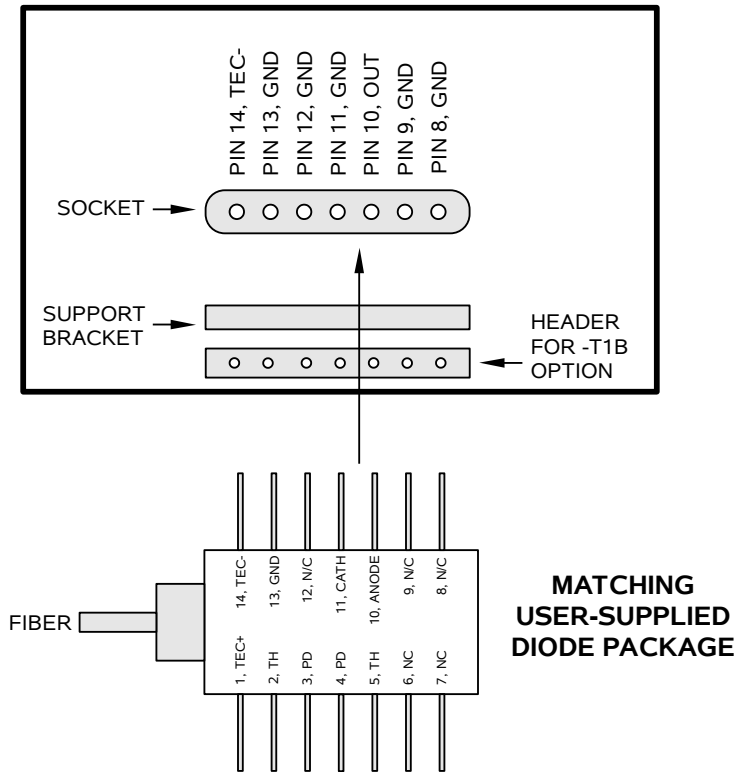 PIN 14, TEC-
PIN 13, GND
PIN 12, GND
PIN 11, GND
PIN 10, OUT
PIN 9, GND
PIN 8, GND
SOCKET
SUPPORT
BRACKET
HEADER
FOR -T1B
OPTION
14, TEC-
13, GND
12, N/C
11, CATH
10, ANODE
9, N/C
8, N/C
FIBER
1, TEC+
2, TH
3, PD
4, PD
5, TH
6, NC
7, NC
MATCHING
USER-SUPPLIED
DIODE PACKAGE